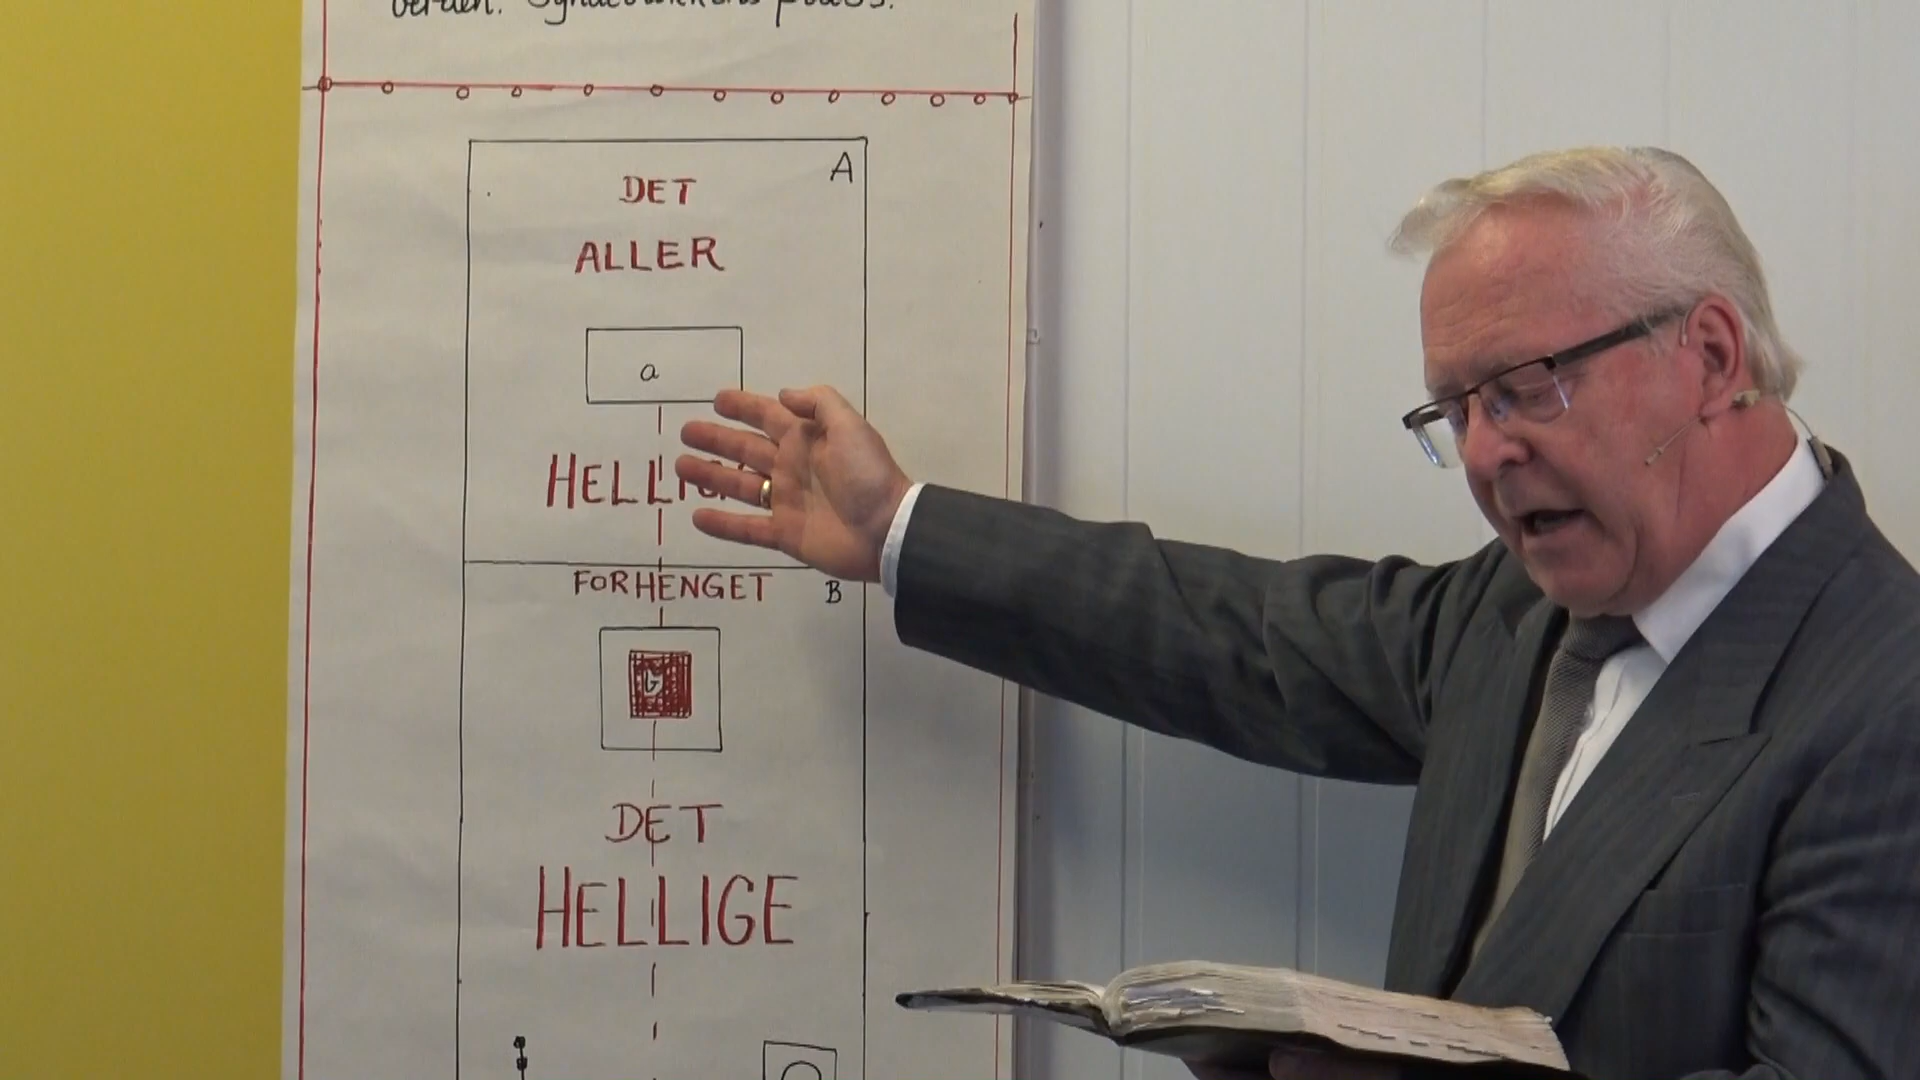 A
DET
ALLER
a
FORHENGET
B
G
DET
HELLIGE